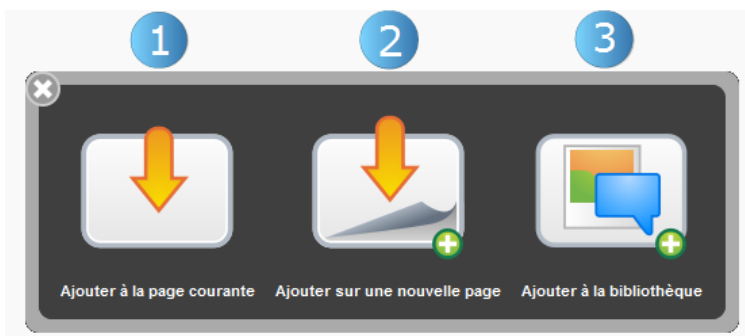 1 2 3
Ajouter à la page courante Ajouter sur une nouvelle page Ajouter à la bibliothèque